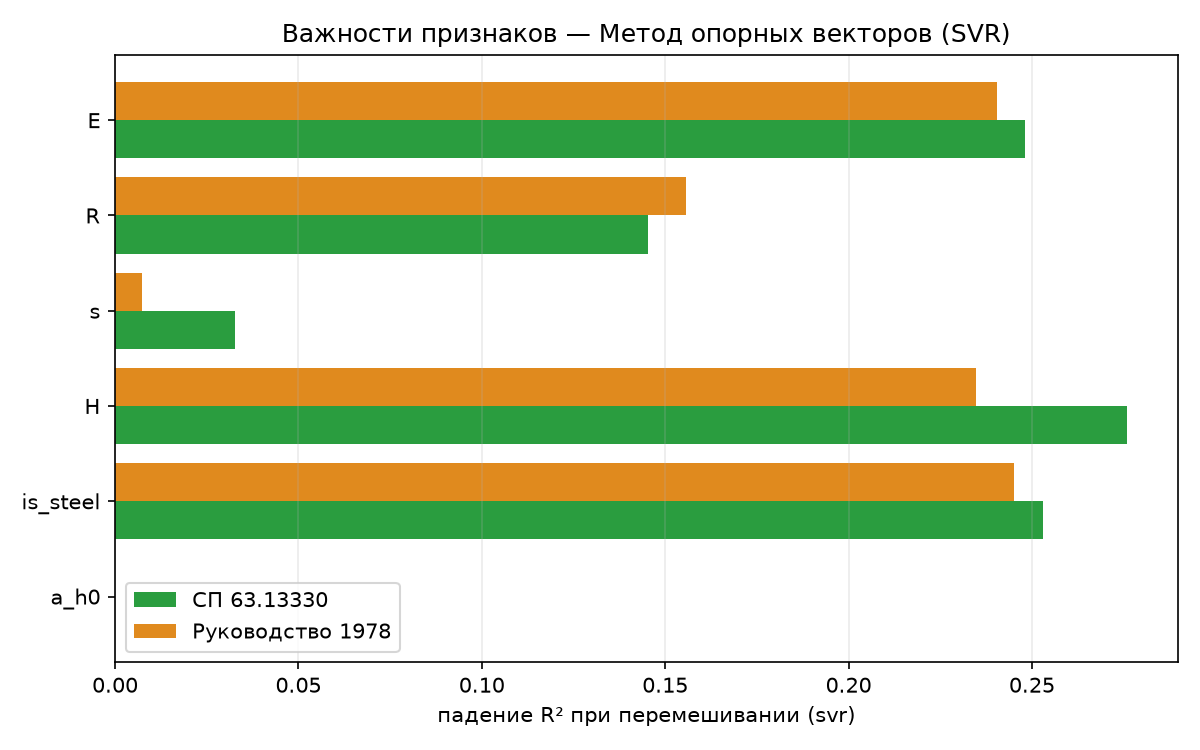 Важности признаков — Метод опорных векторов (SVR)
E
R
s
H
is_steel
a_h0
СП 63.13330
Руководство 1978
0.00 0.05 0.10 0.15 0.20 0.25
падение R² при перемешивании (svr)